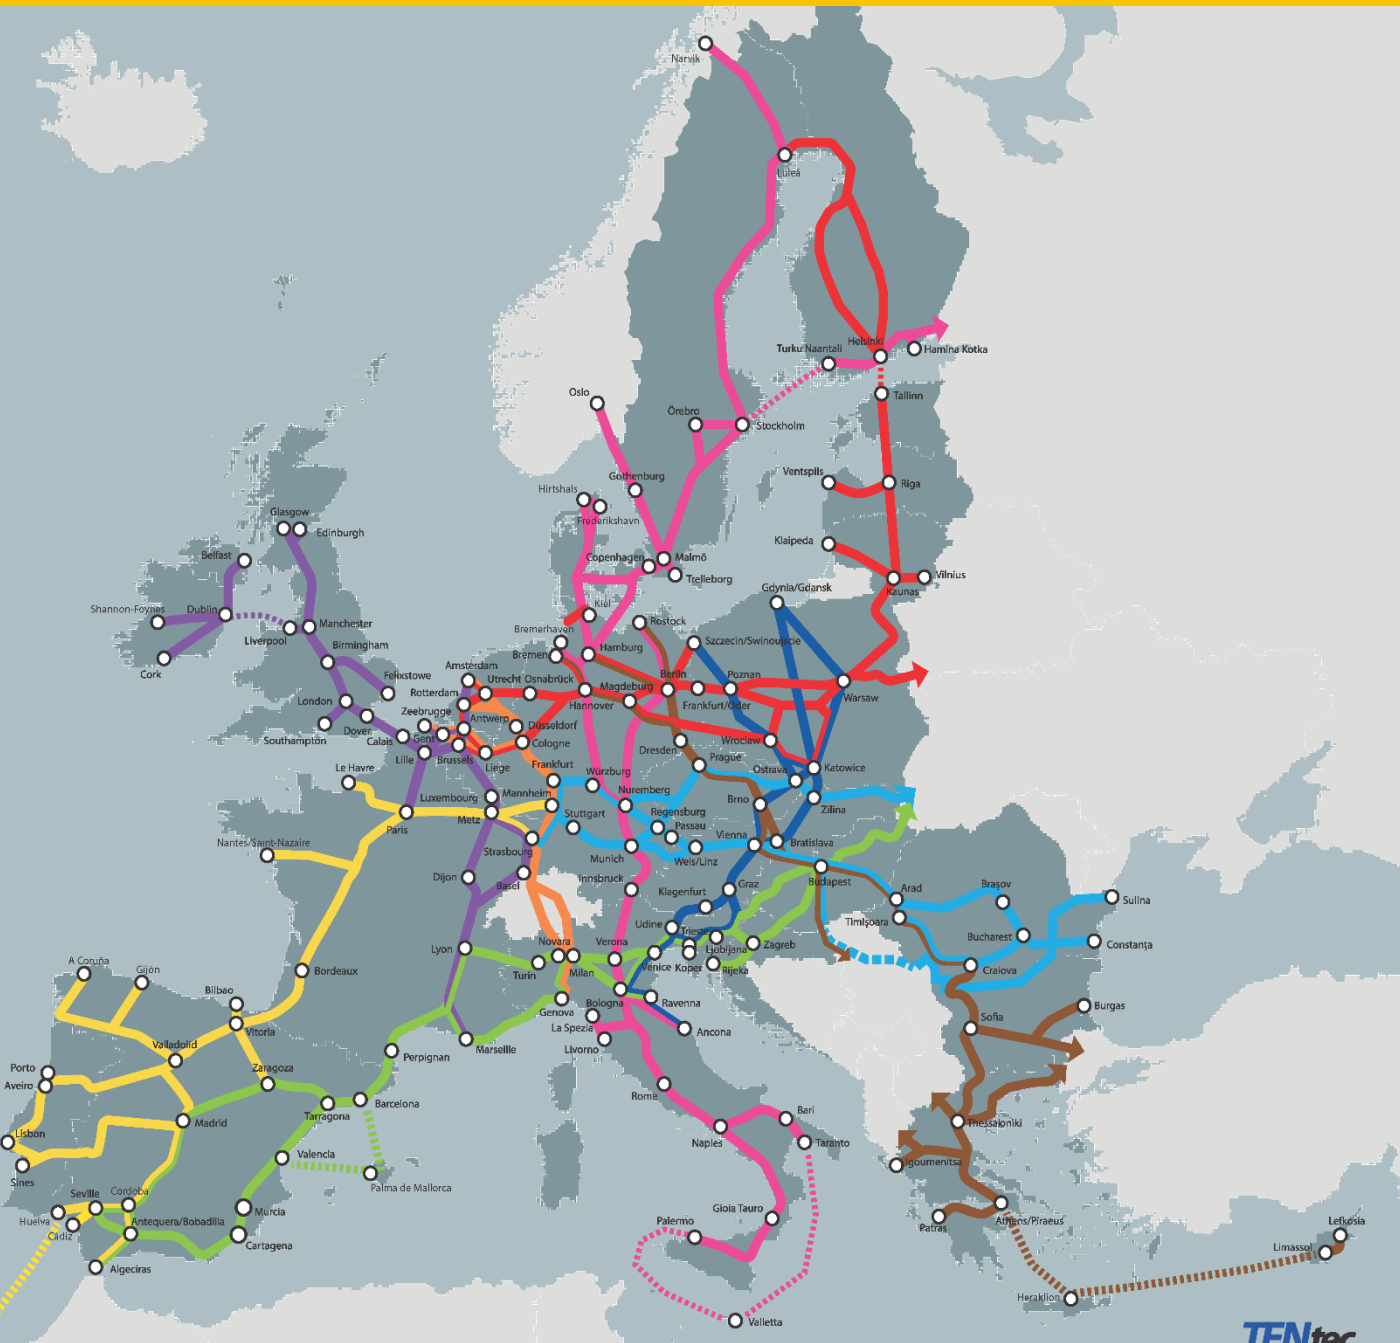 Narvik
Luleå
Helsinki
Turku Naantali
Hamina Kotka
Tallinn
Oslo
Örebro
Stockholm
Ventspils
Riga
Gothenburg
Hirtshals
Frederikshavn
Glasgow
Edinburgh
Klaipeda
Belfast
Copenhagen
Malmö
Trelleborg
Vilnius
Kaunas
Gdynia/Gdansk
Shannon-Foynes
Dublin
Kiel
Liverpool
Manchester
Bremerhaven
Rostock
Szczecin/Swinoujscie
Birmingham
Bremen
Hamburg
Cork
Felixstowe
Amsterdam
Utrecht
Osnabrück
Magdeburg
Berlin
Poznan
Warsaw
London
Rotterdam
Hannover
Frankfurt/Oder
Zeebrugge
Antwerp
Düsseldorf
Southampton
Dover
Calais
Gent
Cologne
Wroclaw
Lille
Brussels
Liege
Dresden
Prague
Le Havre
Frankfurt
Würzburg
Ostrava
Katowice
Luxembourg
Mannheim
Nuremberg
Brno
Zilina
Paris
Metz
Stuttgart
Regensburg
Passau
Vienna
Bratislava
Nantes/Saint-Nazaire
Strasbourg
Munich
Wels/Linz
Dijon
Basel
Innsbruck
Klagenfurt
Graz
Budapest
Arad
Braşov
Sulina
Timişoara
Udine
Trieste
Ljubljana
Zagreb
Bucharest
Constanţa
Lyon
Novara
Verona
Turin
Milan
Venice
Koper
Rijeka
Craiova
A Coruña
Gijón
Bordeaux
Bilbao
Genova
Bologna
Ravenna
Burgas
Vitoria
La Spezia
Ancona
Sofia
Valladolid
Livorno
Marseille
Perpignan
Porto
Aveiro
Zaragoza
Rome
Barcelona
Tarragona
Madrid
Bari
Lisbon
Naples
Taranto
Thessaloniki
Valencia
Igoumenitsa
Sines
Palma de Mallorca
Seville
Cordoba
Huelva
Cádiz
Murcia
Antequera/Bobadilla
Gioia Tauro
Palermo
Patras
Athens/Piraeus
Cartagena
Lefkosia
Limassol
Algeciras
Heraklion
Valletta
TENtec